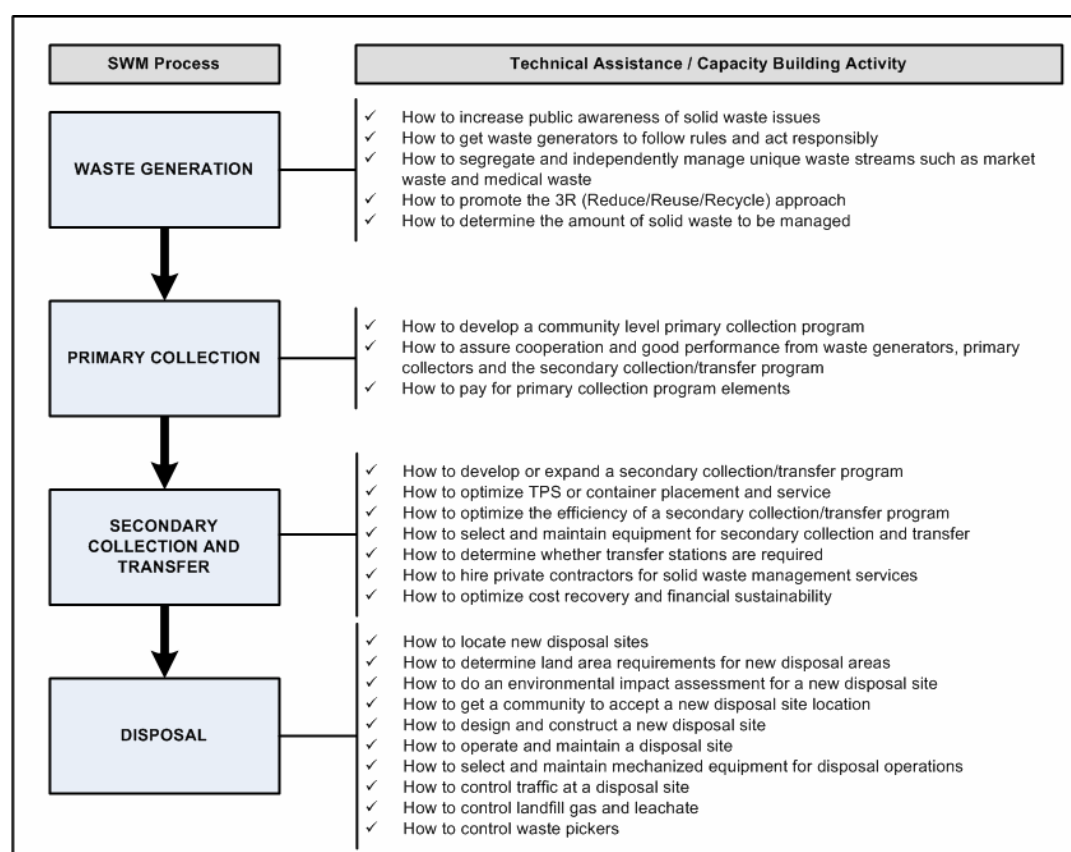 SWM Process
Technical Assistance / Capacity Building Activity
WASTE GENERATION
✓ How to increase public awareness of solid waste issues
✓ How to get waste generators to follow rules and act responsibly
✓ How to segregate and independently manage unique waste streams such as market
waste and medical waste
✓ How to promote the 3R (Reduce/Reuse/Recycle) approach
✓ How to determine the amount of solid waste to be managed
PRIMARY COLLECTION
✓ How to develop a community level primary collection program
✓ How to assure cooperation and good performance from waste generators, primary
collectors and the secondary collection/transfer program
✓ How to pay for primary collection program elements
SECONDARY
COLLECTION AND
TRANSFER
✓ How to develop or expand a secondary collection/transfer program
✓ How to optimize TPS or container placement and service
✓ How to optimize the efficiency of a secondary collection/transfer program
✓ How to select and maintain equipment for secondary collection and transfer
✓ How to determine whether transfer stations are required
✓ How to hire private contractors for solid waste management services
✓ How to optimize cost recovery and financial sustainability
DISPOSAL
✓ How to locate new disposal sites
✓ How to determine land area requirements for new disposal areas
✓ How to do an environmental impact assessment for a new disposal site
✓ How to get a community to accept a new disposal site location
✓ How to design and construct a new disposal site
✓ How to operate and maintain a disposal site
✓ How to select and maintain mechanized equipment for disposal operations
✓ How to control traffic at a disposal site
✓ How to control landfill gas and leachate
✓ How to control waste pickers